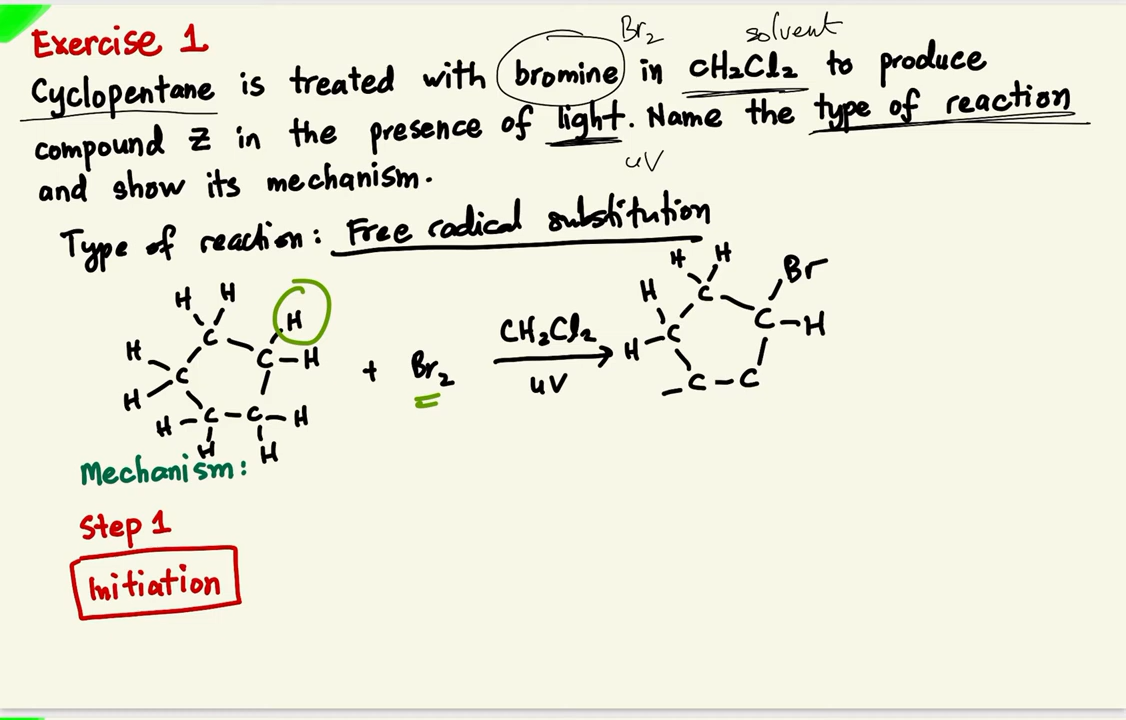 Exercise 1
Br2 solvent
Cyclopentane is treated with bromine in CH2Cl2 to produce
compound Z in the presence of light. Name the type of reaction
uV
and show its mechanism.
Type of reaction: Free radical substitution
H H H H Br
H H H
H C C-H + Br2 CH2Cl2 C C-H
H C uV H-C
H-C-C-H -C-C
H H
Mechanism:
Step 1
Initiation